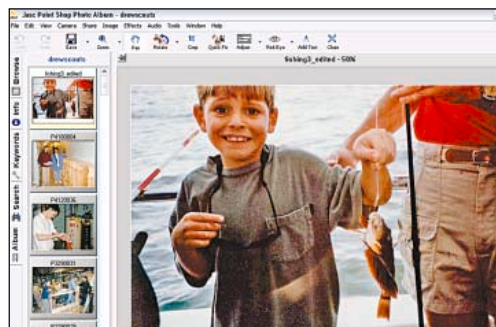 Jasc Paint Shop Photo Album - drewscouts
File Edit View Camera Share Image Effects Audio Tools Window Help
Save Zoom Pan Rotate Crop Quick Fix Adjust Red Eye Add Text Close
drewscouts
fishing3_edited - 50%
Browse
Info
Keywords
Search
Album
fishing3_edited
P4100004
P4120036
P3290031